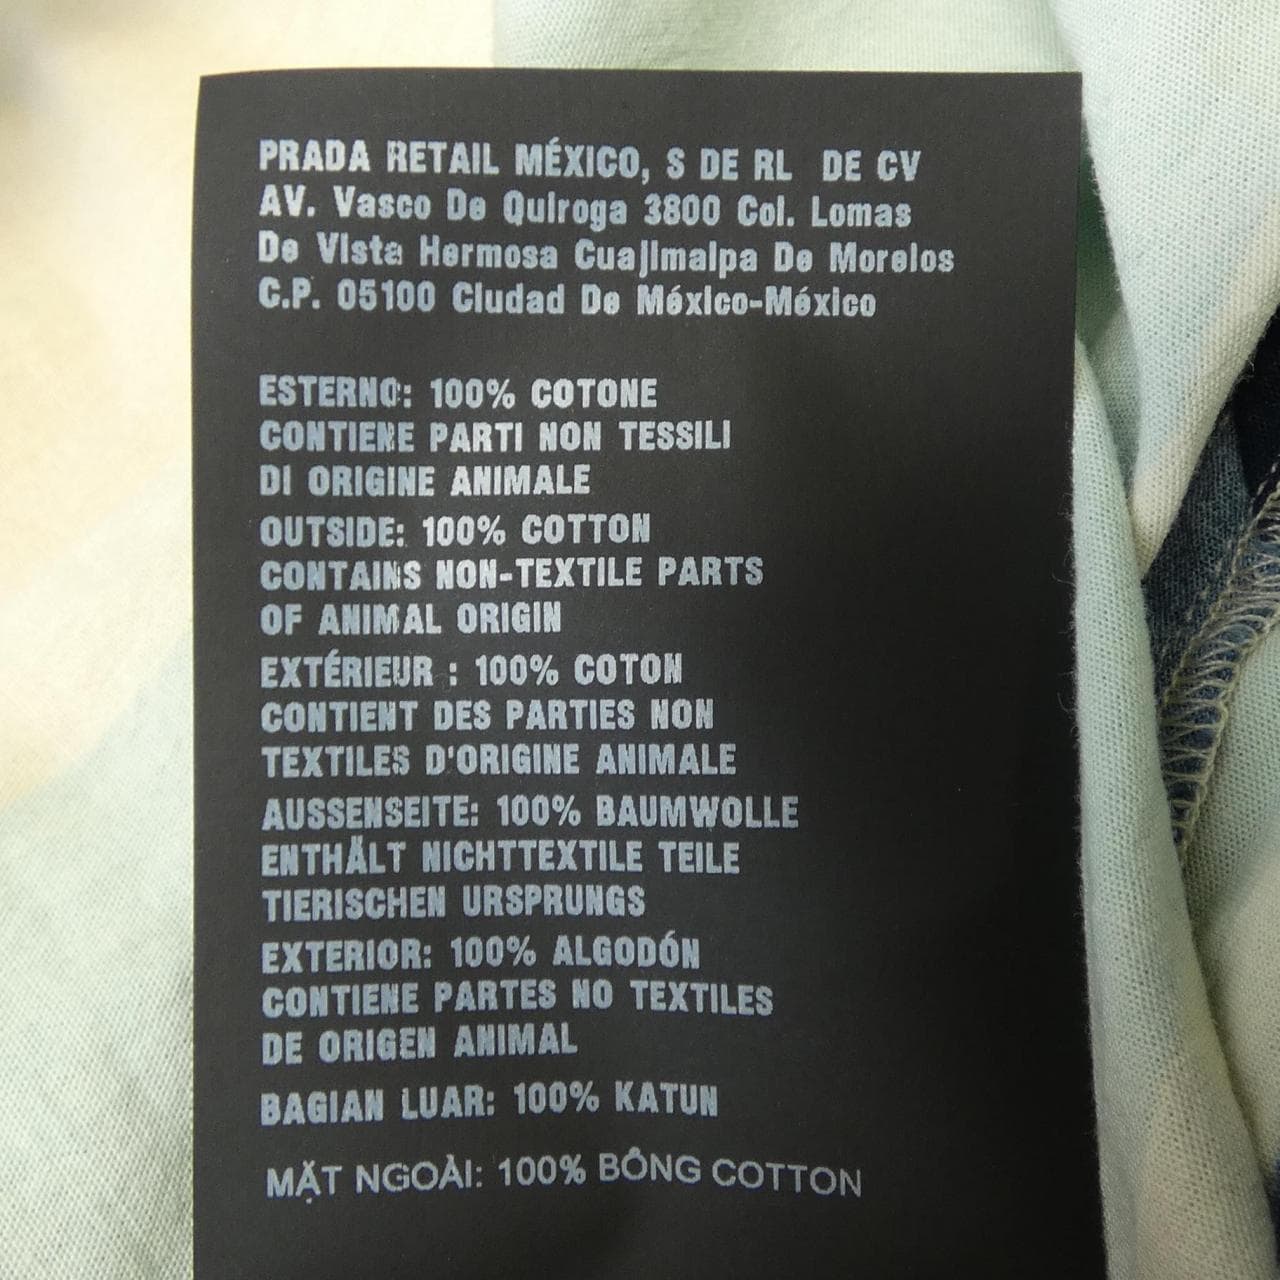 PRADA RETAIL MÉXICO, S DE RL DE CV
AV. Vasco De Quiroga 3800 Col. Lomas
De Vista Hermosa Cuajimalpa De Morelos
C.P. 05100 Ciudad De México-México
ESTERNO: 100% COTONE
CONTIENE PARTI NON TESSILI
DI ORIGINE ANIMALE
OUTSIDE: 100% COTTON
CONTAINS NON-TEXTILE PARTS
OF ANIMAL ORIGIN
EXTÉRIEUR : 100% COTON
CONTIENT DES PARTIES NON
TEXTILES D'ORIGINE ANIMALE
AUSSENSEITE: 100% BAUMWOLLE
ENTHÄLT NICHTTEXTILE TEILE
TIERISCHEN URSPRUNGS
EXTERIOR: 100% ALGODÓN
CONTIENE PARTES NO TEXTILES
DE ORIGEN ANIMAL
BAGIAN LUAR: 100% KATUN
MẶT NGOÀI: 100% BÔNG COTTON